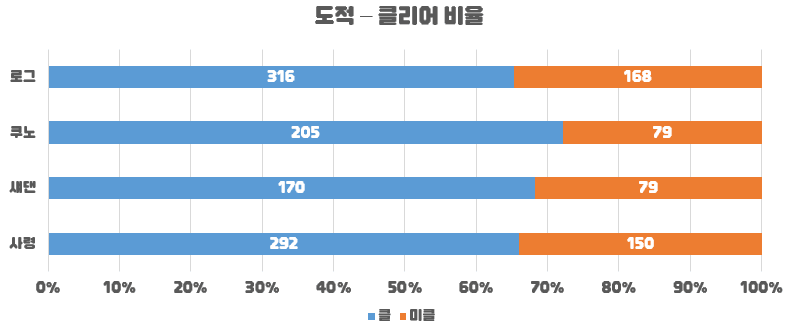 도적 – 클리어 비율
로그 316 168
쿠노 205 79
섀댄 170 79
사령 292 150
0% 10% 20% 30% 40% 50% 60% 70% 80% 90% 100%
클 미클